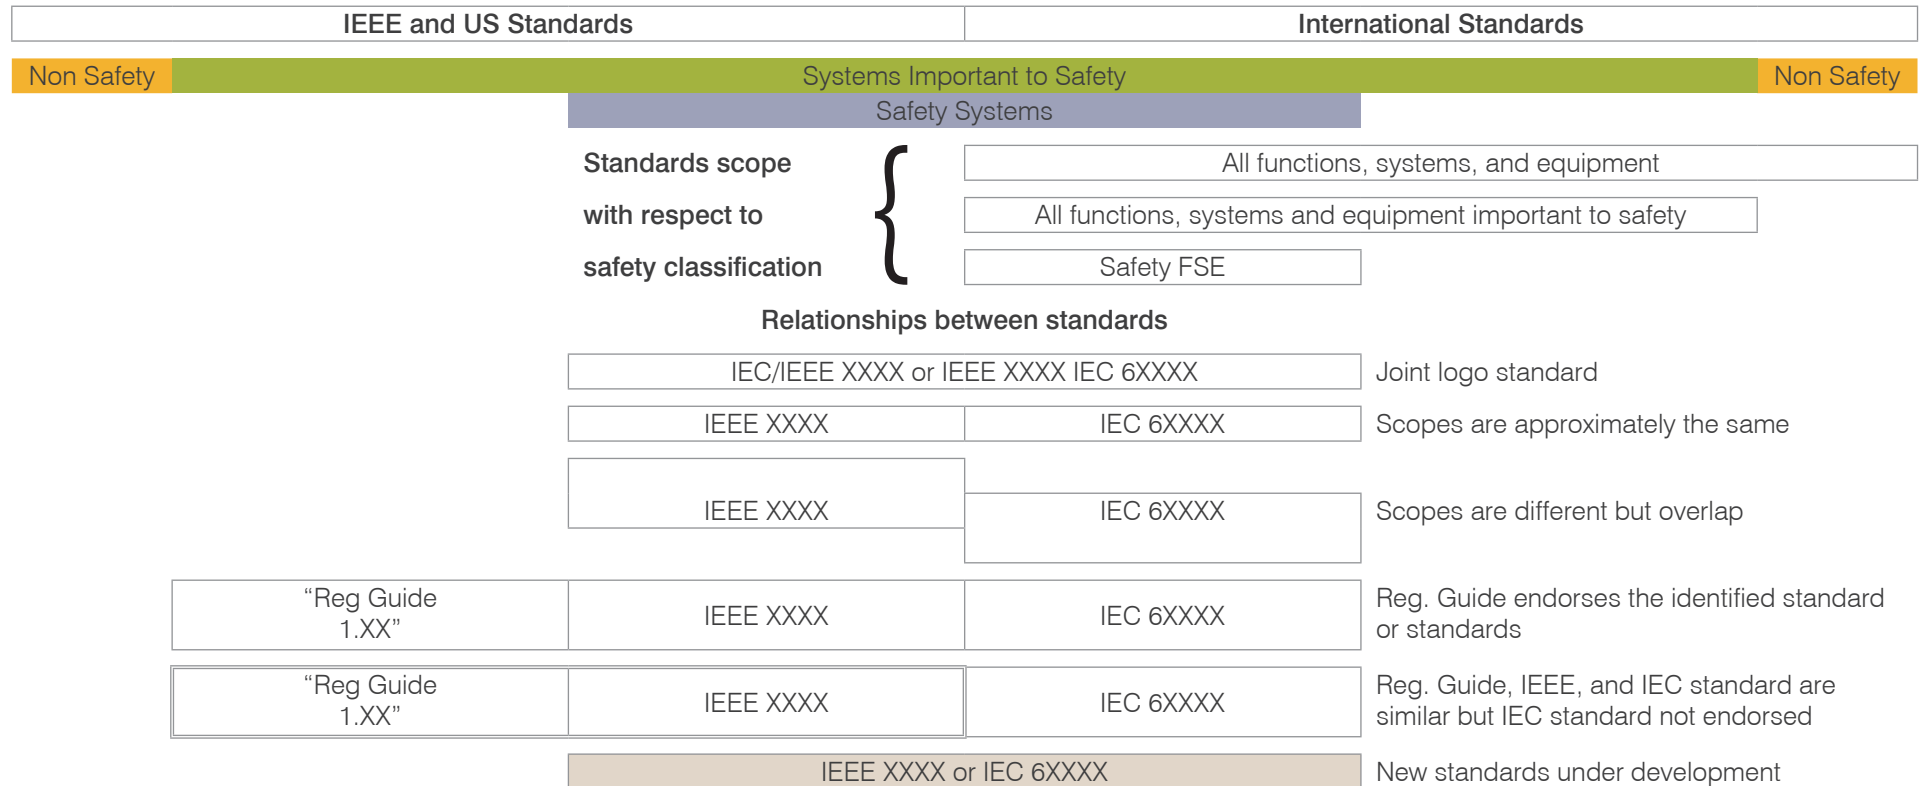 IEEE and US Standards
International Standards
Non Safety
Systems Important to Safety
Non Safety
Safety Systems
Standards scope
with respect to
safety classification
All functions, systems, and equipment
All functions, systems and equipment important to safety
Safety FSE
Relationships between standards
IEC/IEEE XXXX or IEEE XXXX IEC 6XXXX
Joint logo standard
IEEE XXXX
IEC 6XXXX
Scopes are approximately the same
IEEE XXXX
IEC 6XXXX
Scopes are different but overlap
“Reg Guide
1.XX”
IEEE XXXX
IEC 6XXXX
Reg. Guide endorses the identified standard
or standards
“Reg Guide
1.XX”
IEEE XXXX
IEC 6XXXX
Reg. Guide, IEEE, and IEC standard are
similar but IEC standard not endorsed
IEEE XXXX or IEC 6XXXX
New standards under development